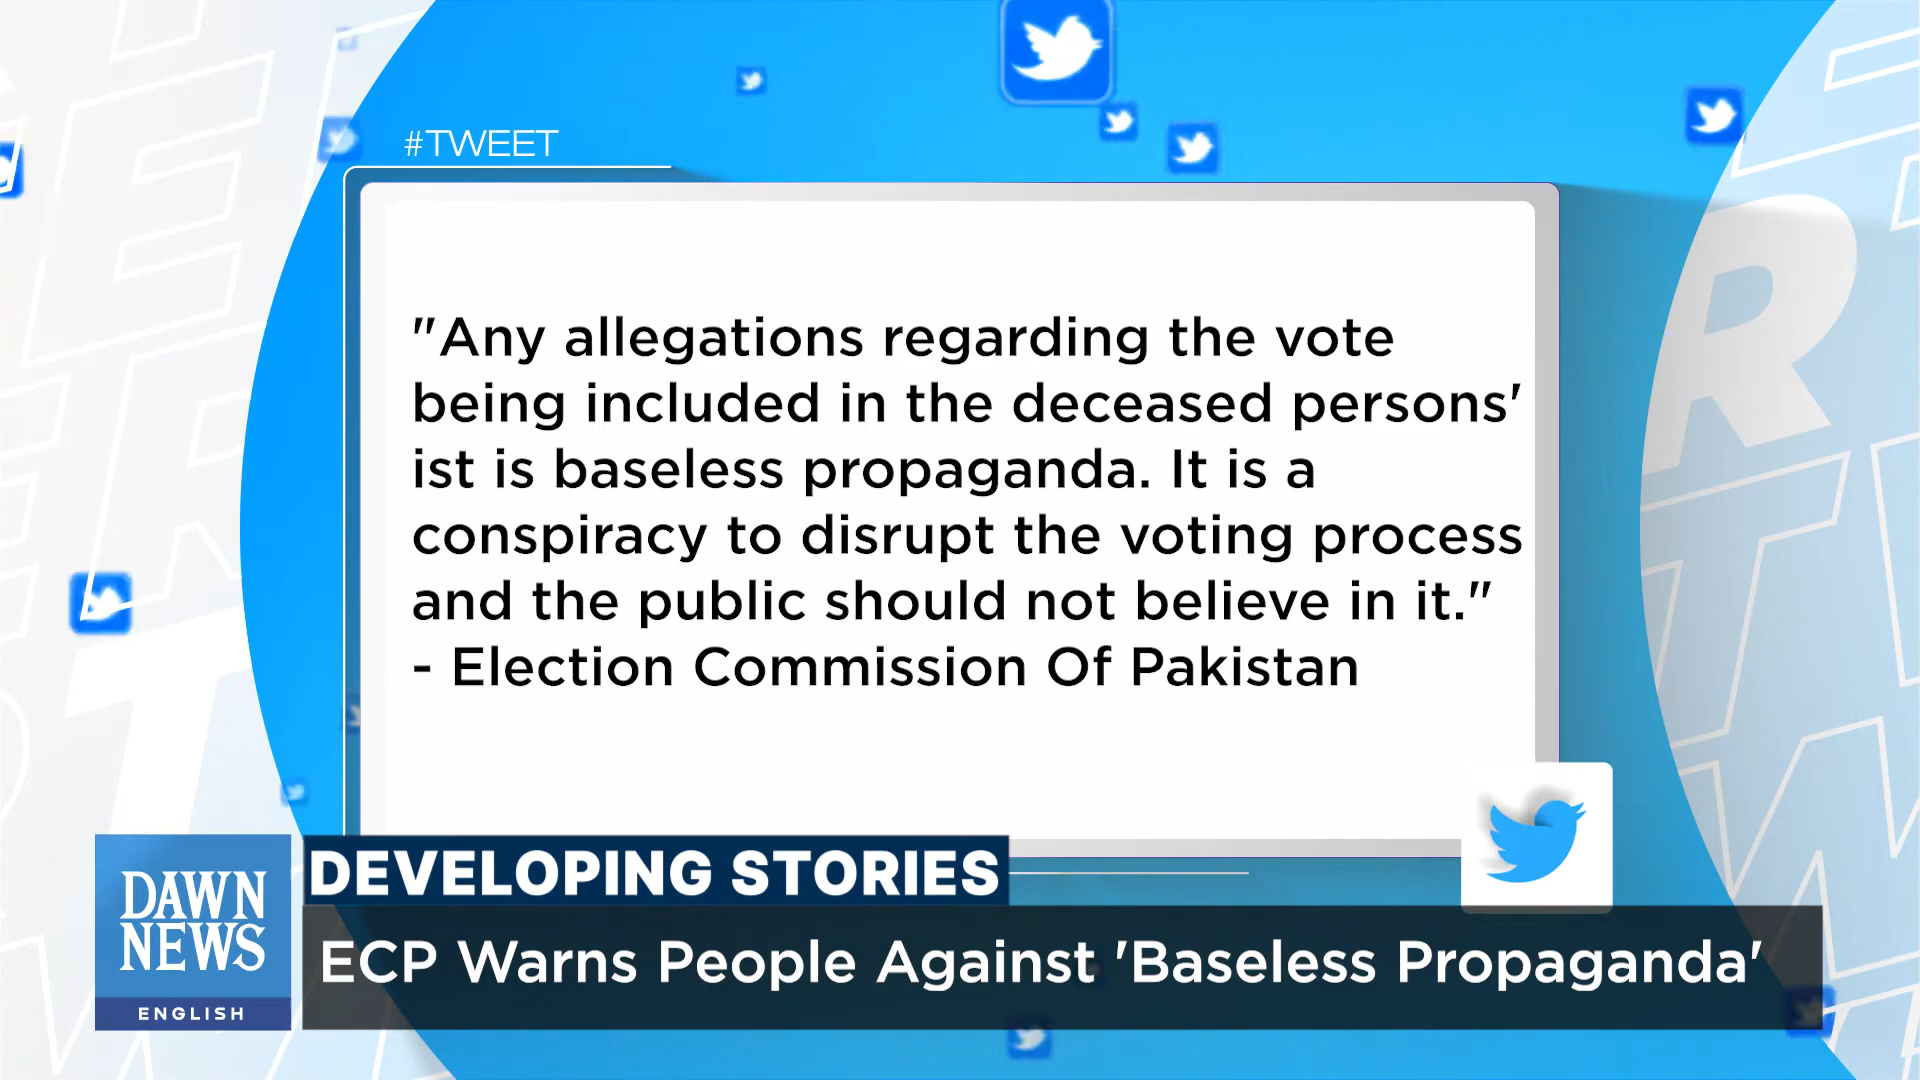 #TWEET
"Any allegations regarding the vote
being included in the deceased persons'
ist is baseless propaganda. It is a
conspiracy to disrupt the voting process
and the public should not believe in it."
- Election Commission Of Pakistan
DEVELOPING STORIES
DAWN
NEWS
ENGLISH
ECP Warns People Against 'Baseless Propaganda'